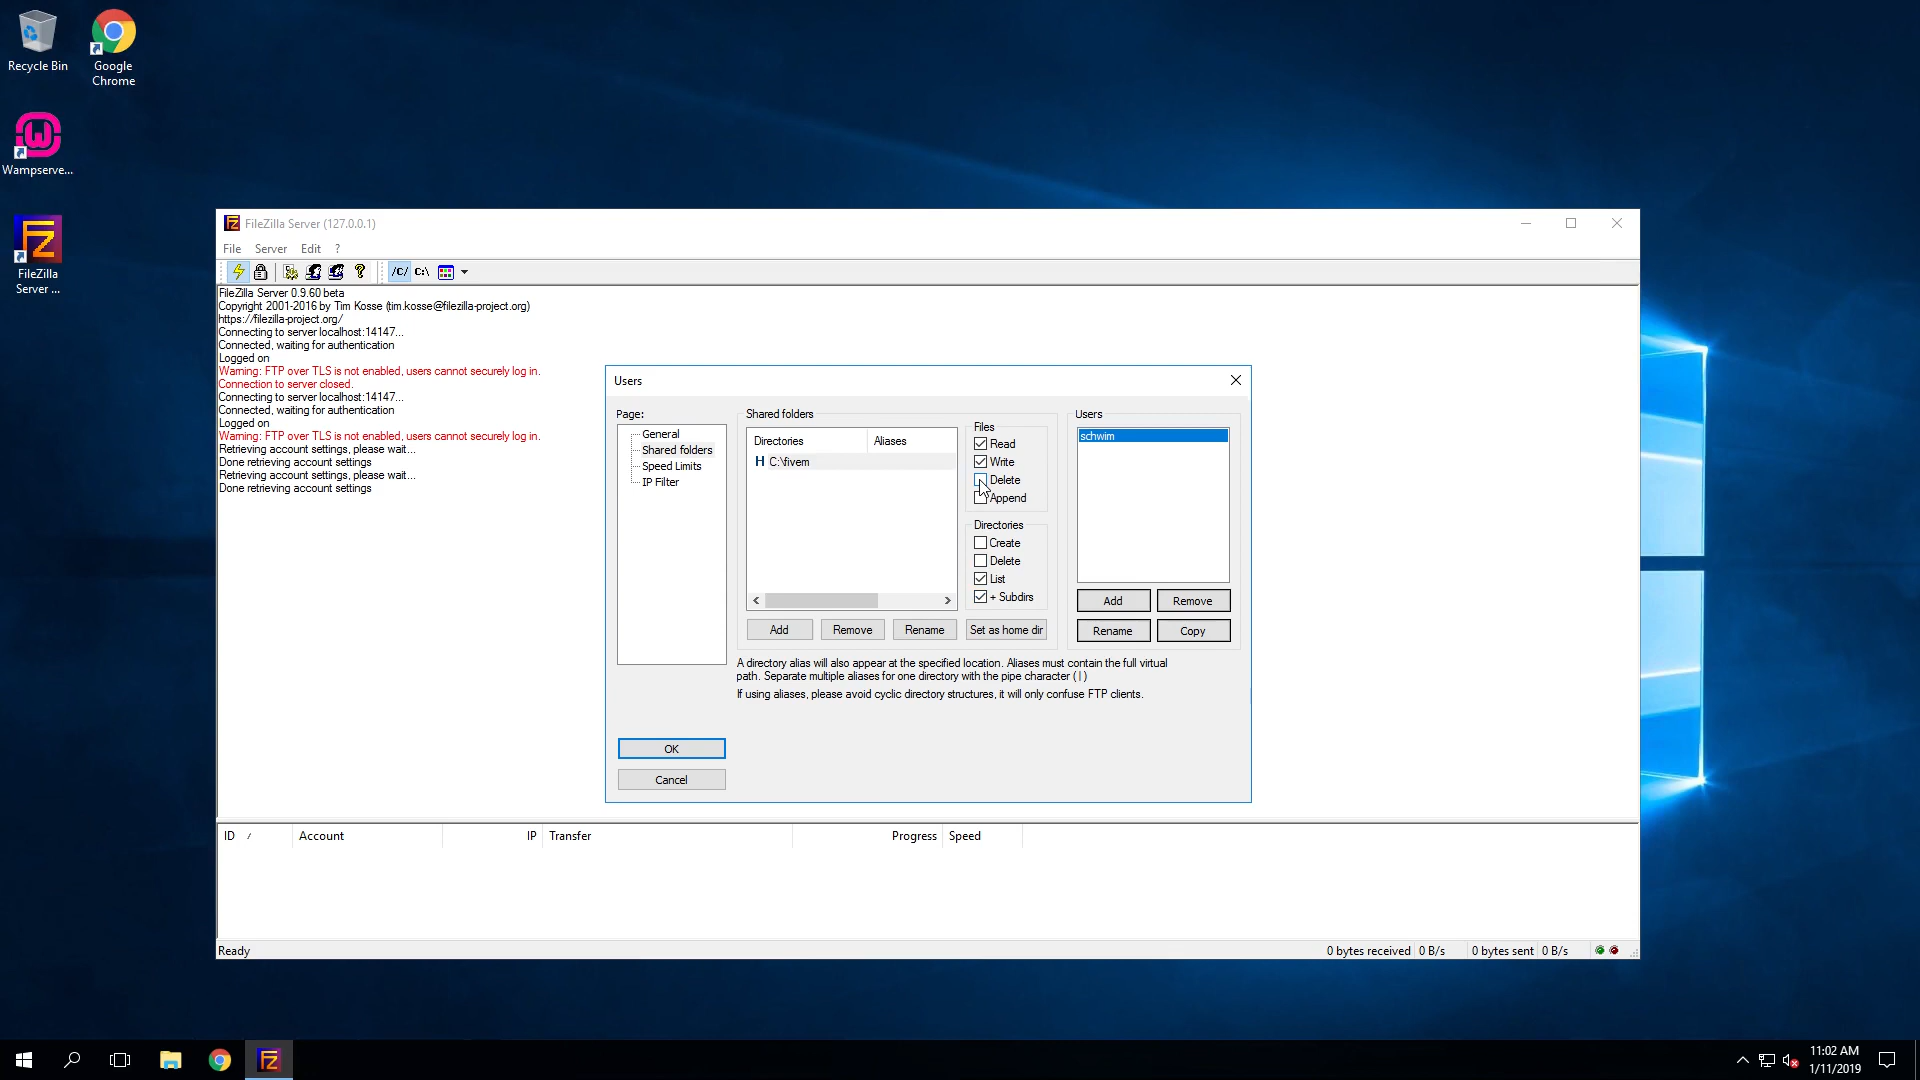 Recycle Bin
Google
Chrome
Wampserve...
FileZilla
Server ...
FileZilla Server (127.0.0.1)
File Server Edit ?
/C/ C:\
FileZilla Server 0.9.60 beta
Copyright 2001-2016 by Tim Kosse (tim.kosse@filezilla-project.org)
https://filezilla-project.org/
Connecting to server localhost:14147...
Connected, waiting for authentication
Logged on
Warning: FTP over TLS is not enabled, users cannot securely log in.
Connection to server closed.
Connecting to server localhost:14147...
Connected, waiting for authentication
Logged on
Warning: FTP over TLS is not enabled, users cannot securely log in.
Retrieving account settings, please wait...
Done retrieving account settings
Retrieving account settings, please wait...
Done retrieving account settings
Users
Page:
General
Shared folders
Speed Limits
IP Filter
Shared folders
Directories Aliases
H C:\fivem
Files
Read
Write
Delete
Append
Directories
Create
Delete
List
+ Subdirs
Add Remove Rename Set as home dir
Users
schwim
Add Remove
Rename Copy
A directory alias will also appear at the specified location. Aliases must contain the full virtual
path. Separate multiple aliases for one directory with the pipe character (|)
If using aliases, please avoid cyclic directory structures, it will only confuse FTP clients.
OK
Cancel
ID / Account IP Transfer Progress Speed
Ready 0 bytes received 0 B/s 0 bytes sent 0 B/s
11:02 AM
1/11/2019